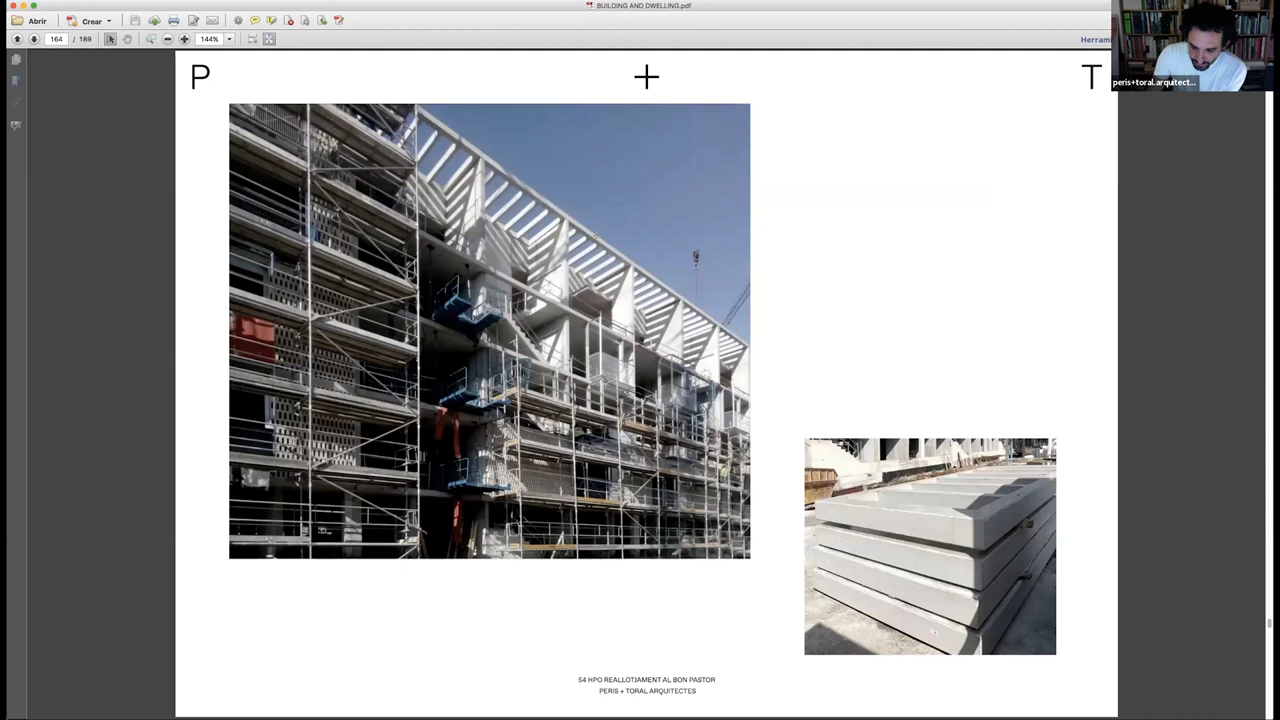 BUILDING AND DWELLING.pdf
Abrir
Crear
164 / 189
144%
Herrami
peris+toral.arquitect...
P + T
54 HPO REALLOTJAMENT AL BON PASTOR
PERIS + TORAL ARQUITECTES